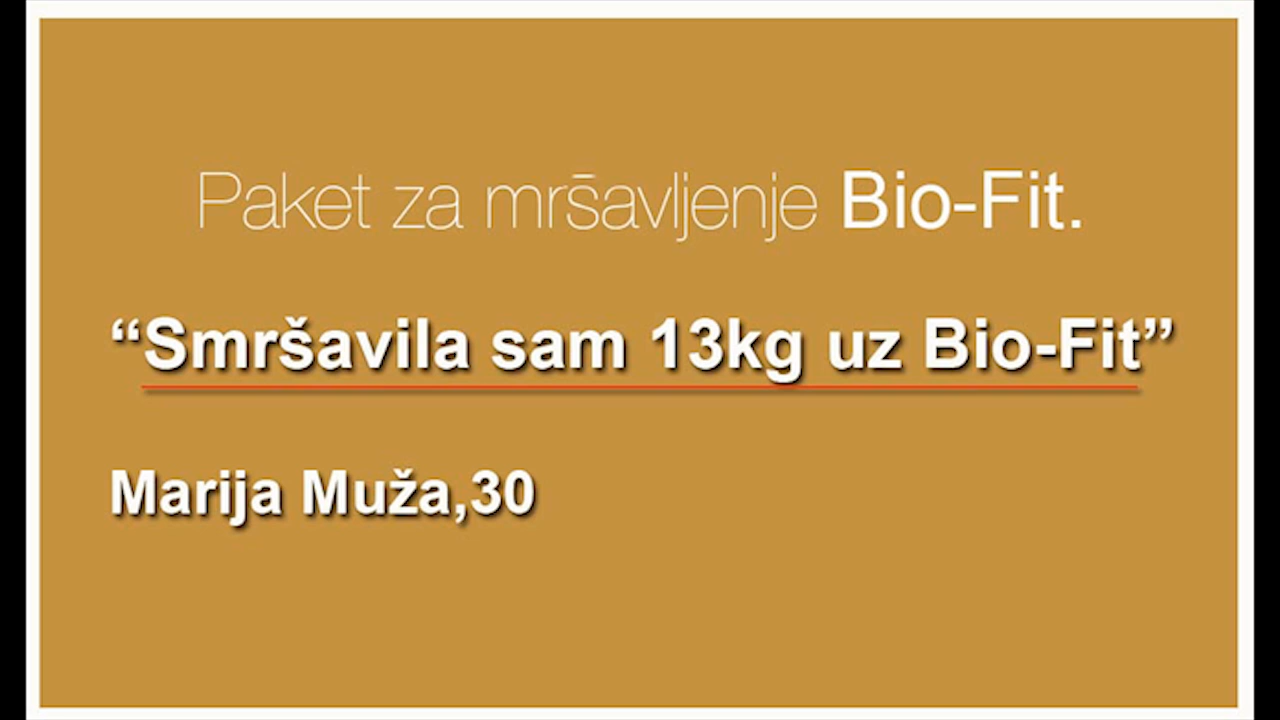 Paket za mršavljenje Bio-Fit.
“Smršavila sam 13kg uz Bio-Fit”
Marija Muža,30